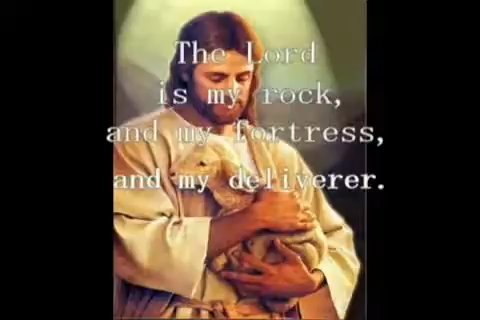 The Lord
is my rock,
and my fortress,
and my deliverer.